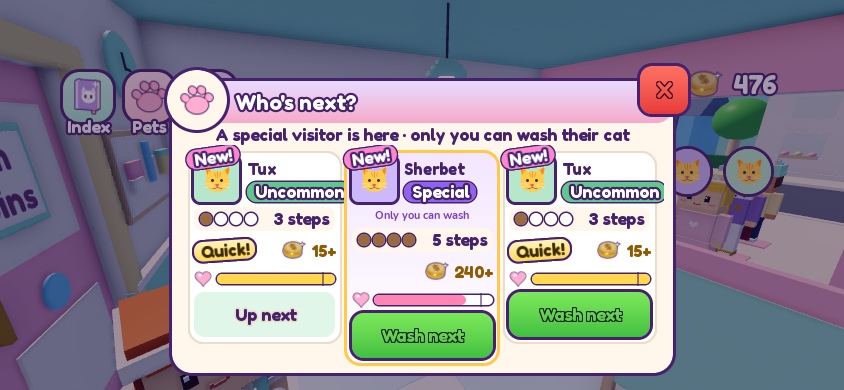 Index
Pets
476
Who's next?
A special visitor is here · only you can wash their cat
New!
Tux
Uncommon
3 steps
Quick!
15+
Up next
New!
Sherbet
Special
Only you can wash
5 steps
240+
Wash next
New!
Tux
Uncommon
3 steps
Quick!
15+
Wash next